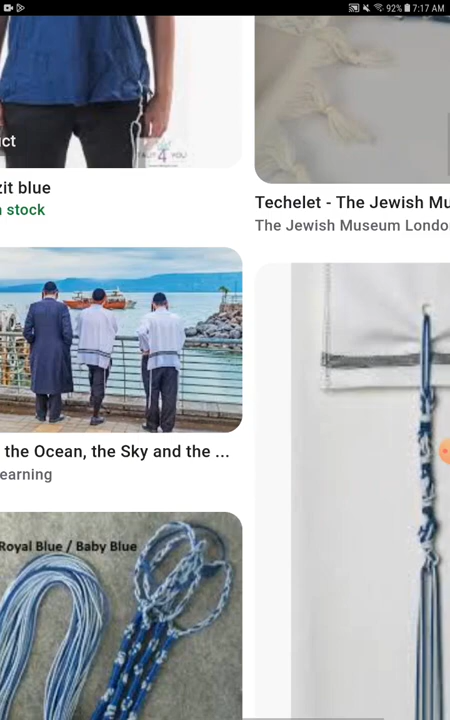 92% 7:17 AM
uct
zit blue
n stock
Techelet - The Jewish Mu
The Jewish Museum Londo
the Ocean, the Sky and the ...
earning
Royal Blue / Baby Blue